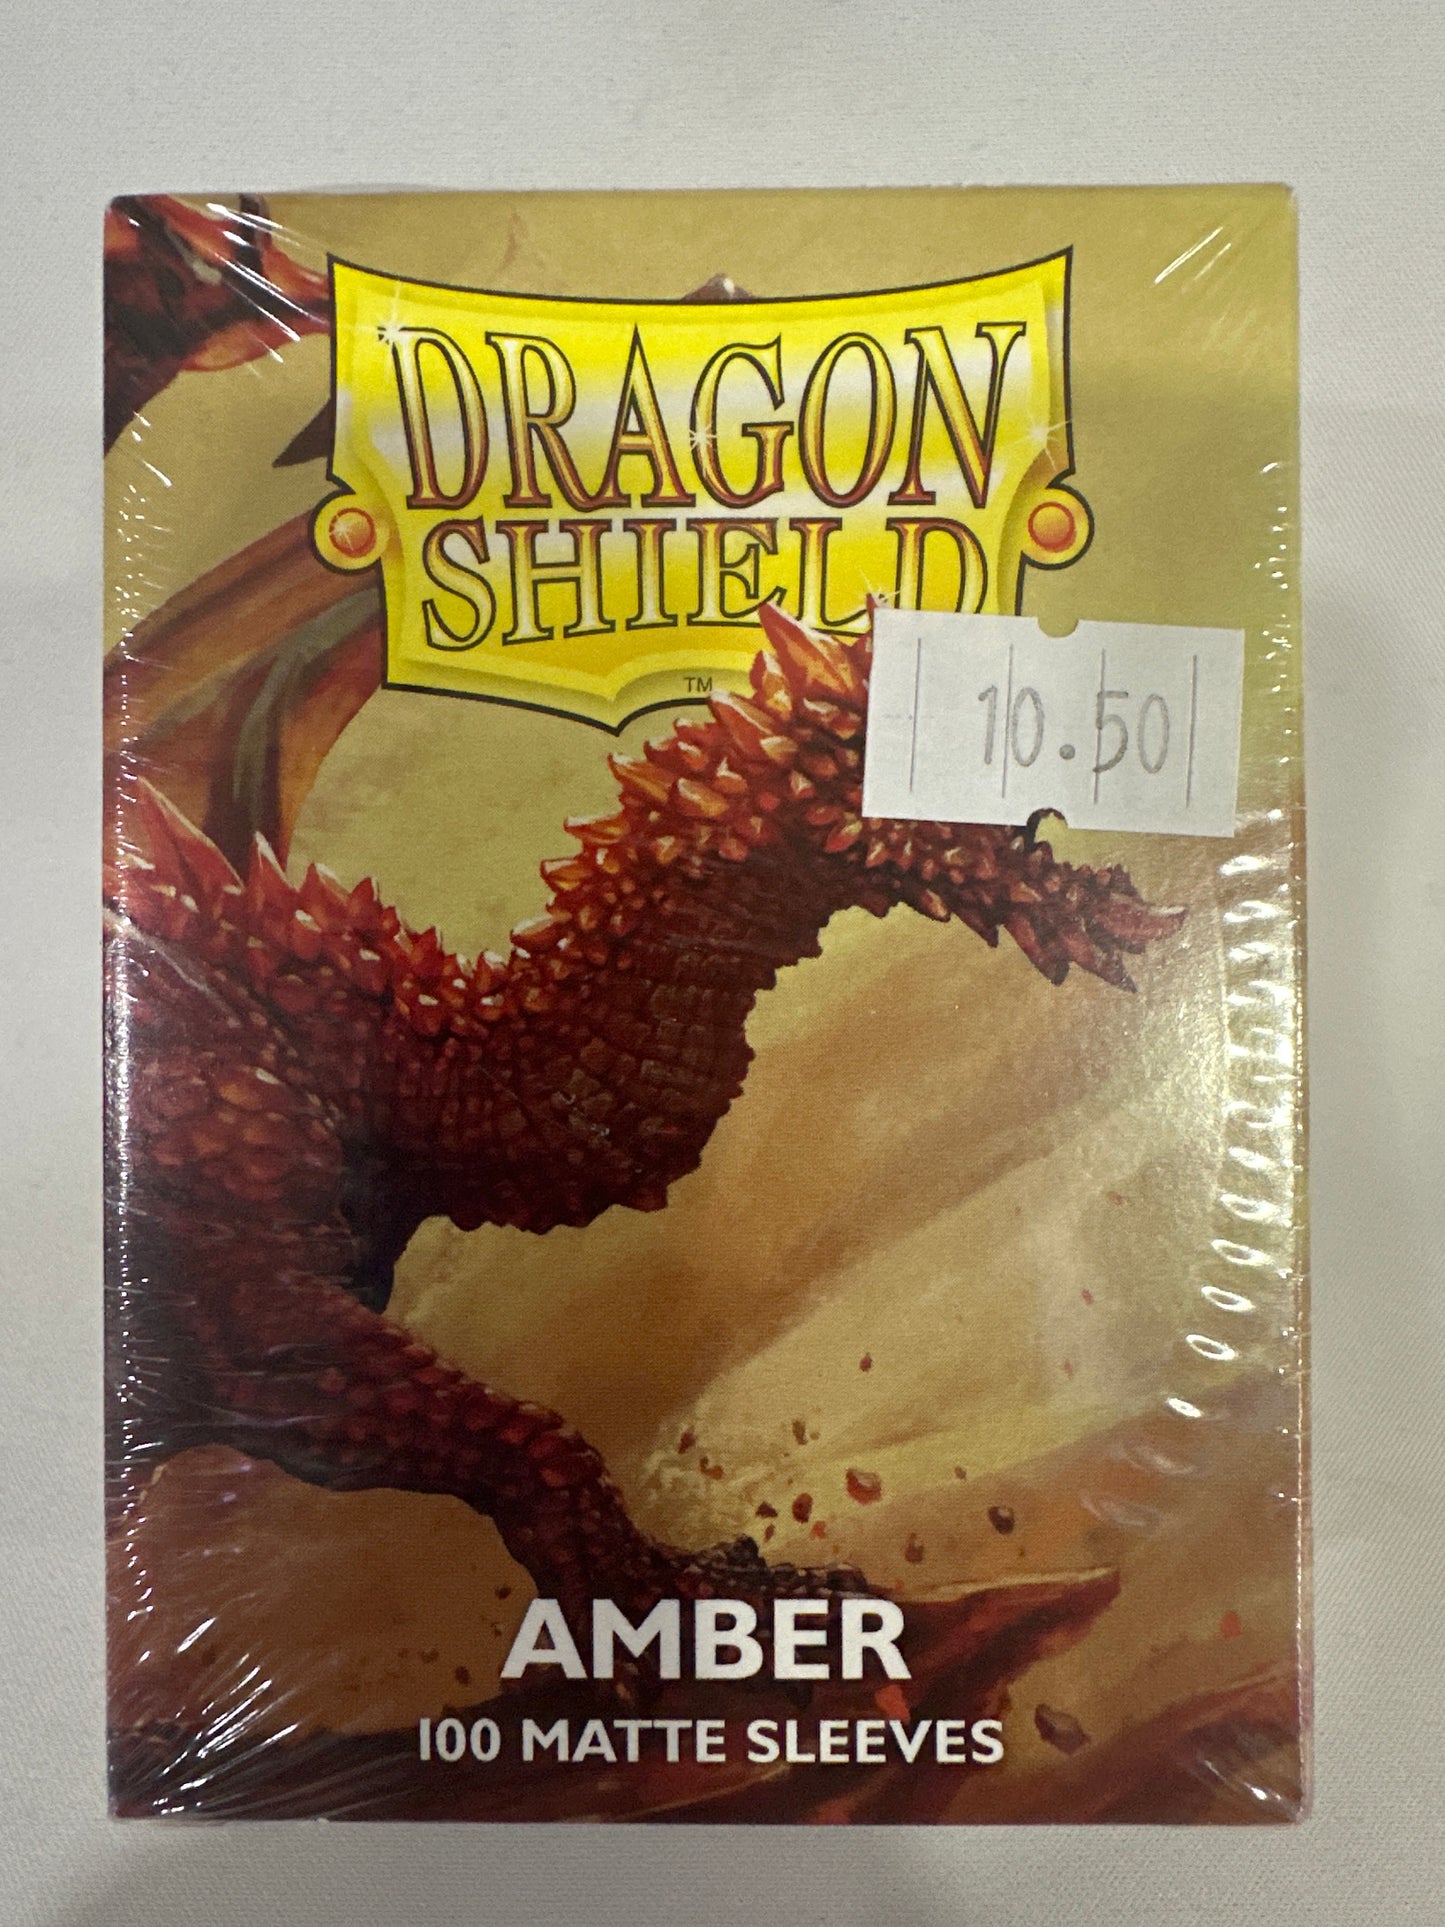 DRAGON
SHIELD
TM
10.50
AMBER
100 MATTE SLEEVES